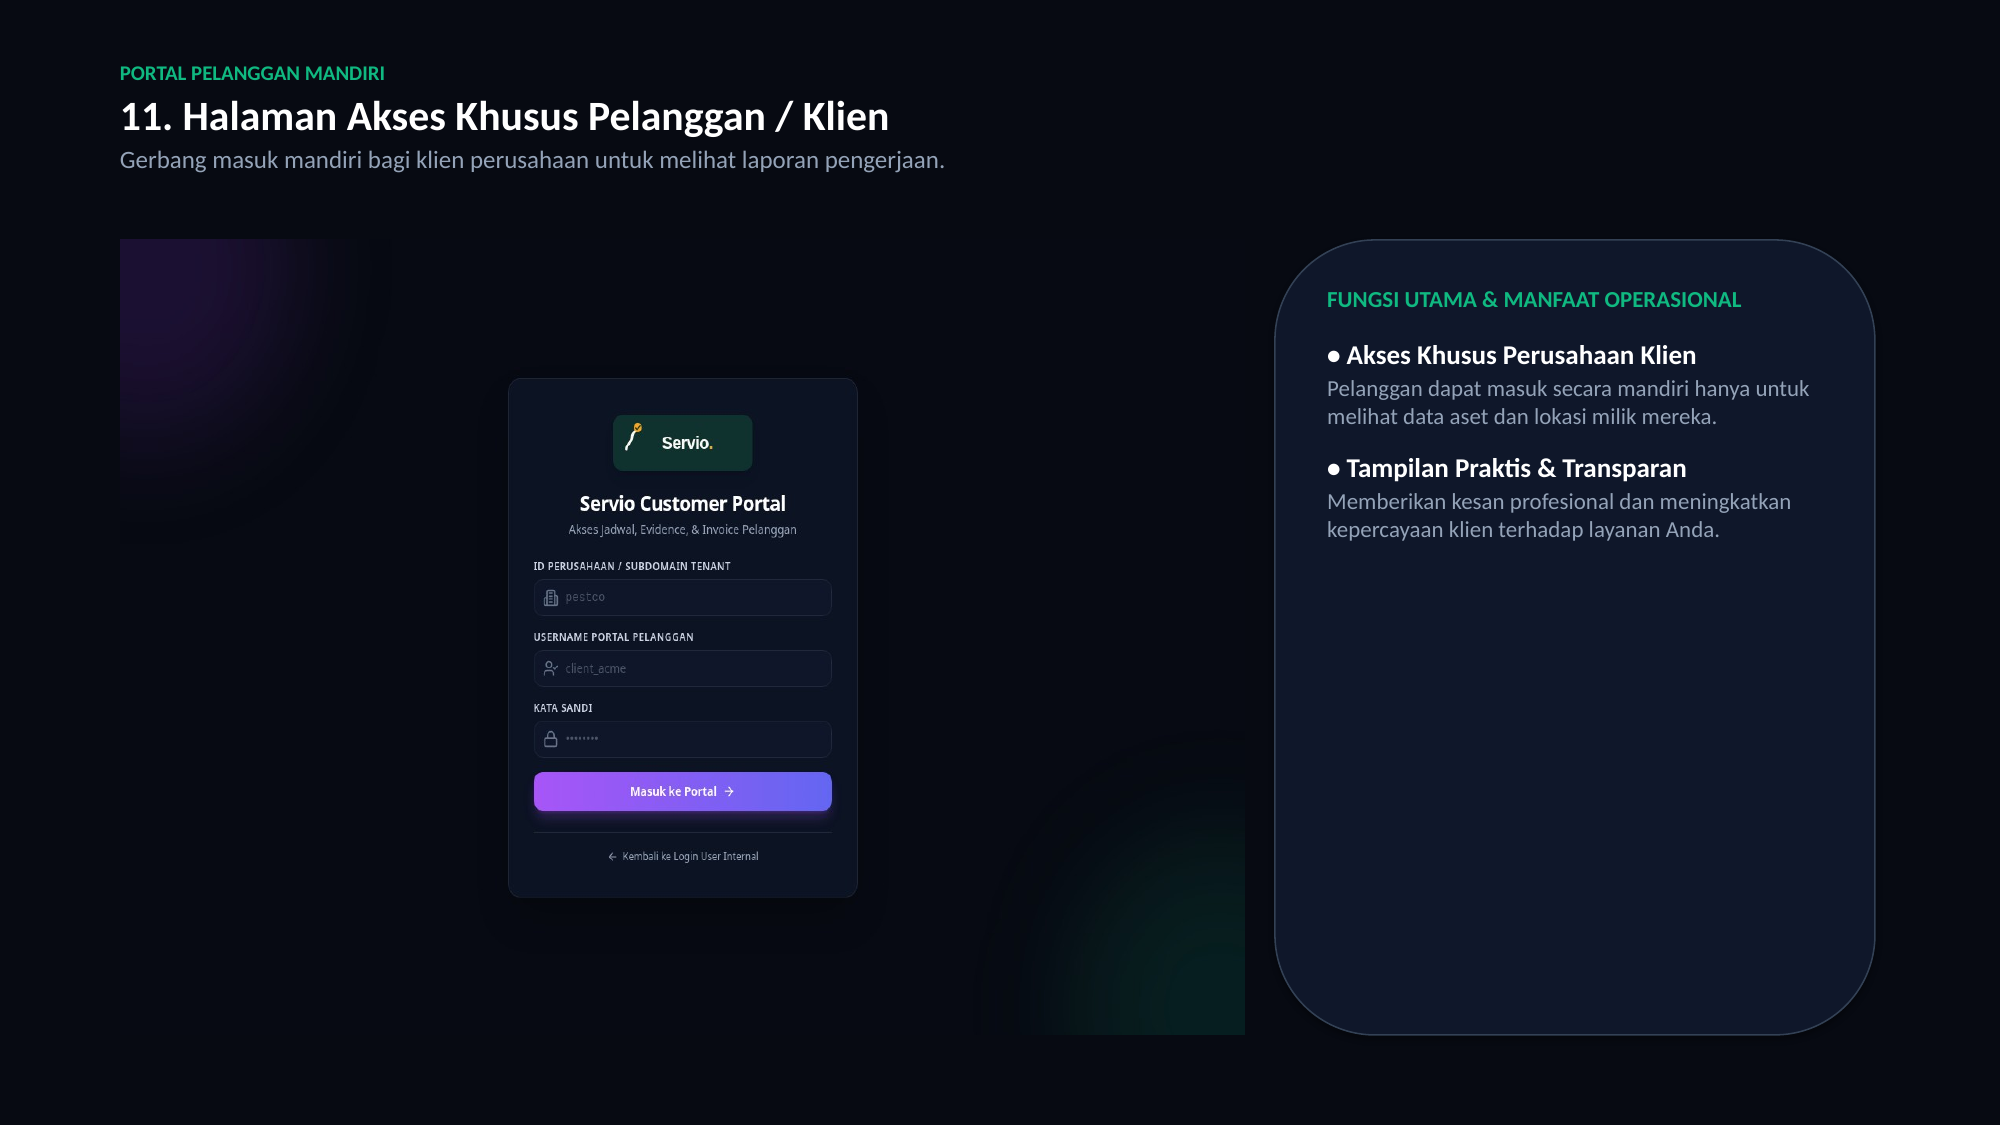 PORTAL PELANGGAN MANDIRI
11. Halaman Akses Khusus Pelanggan / Klien
Gerbang masuk mandiri bagi klien perusahaan untuk melihat laporan pengerjaan.
Servio.
Servio Customer Portal
Akses Jadwal, Evidence, & Invoice Pelanggan
ID PERUSAHAAN / SUBDOMAIN TENANT
pestco
USERNAME PORTAL PELANGGAN
client_acme
KATA SANDI
••••••••
Masuk ke Portal →
← Kembali ke Login User Internal
FUNGSI UTAMA & MANFAAT OPERASIONAL
● Akses Khusus Perusahaan Klien
Pelanggan dapat masuk secara mandiri hanya untuk
melihat data aset dan lokasi milik mereka.
● Tampilan Praktis & Transparan
Memberikan kesan profesional dan meningkatkan
kepercayaan klien terhadap layanan Anda.